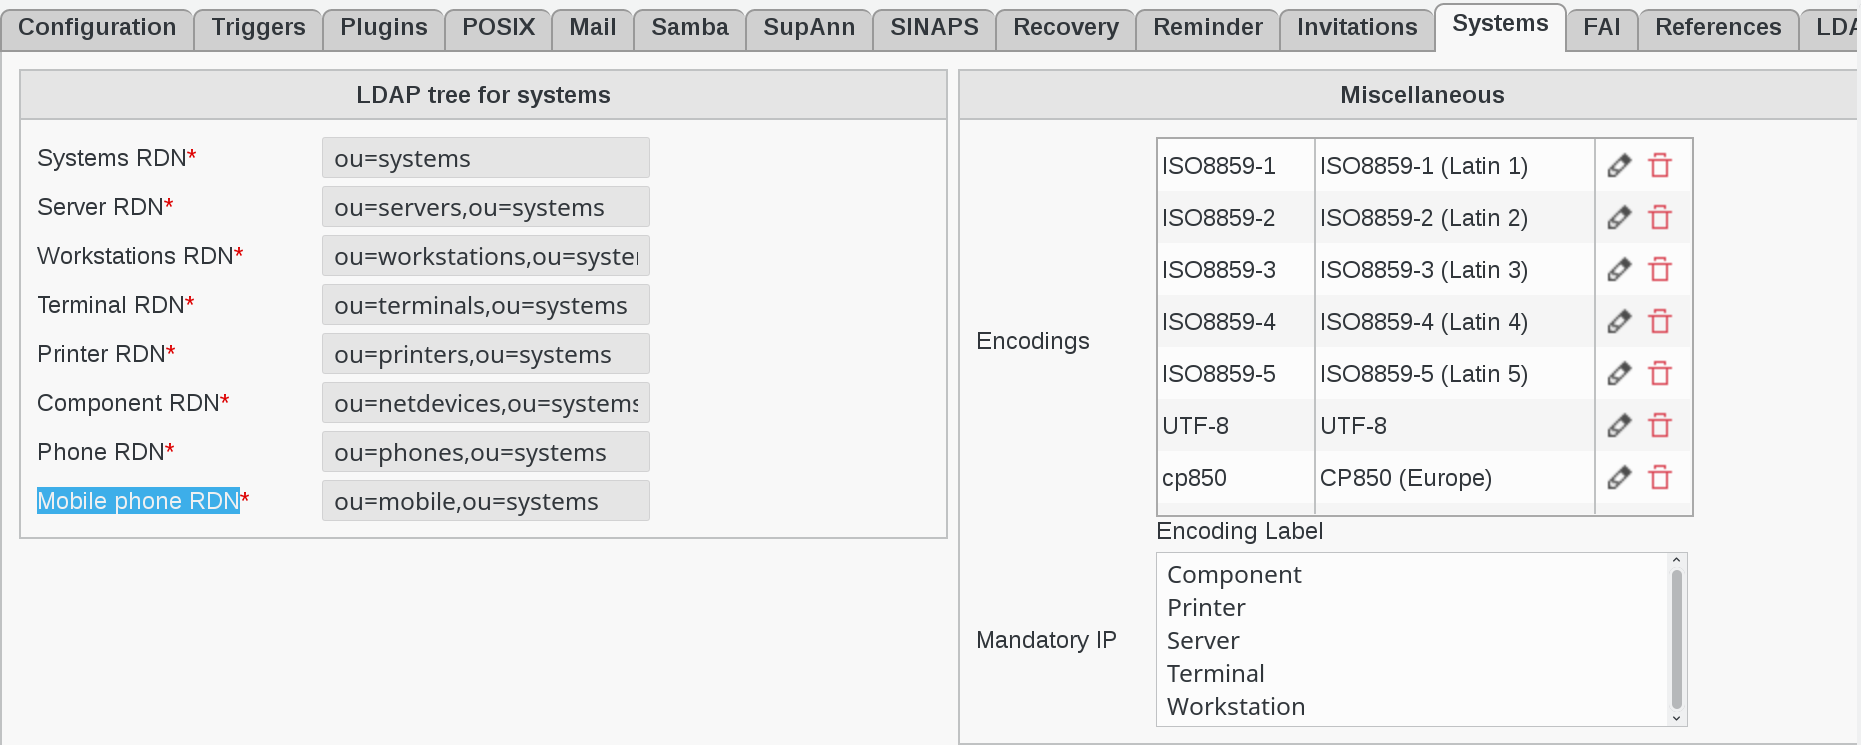 Configuration Triggers Plugins POSIX Mail Samba SupAnn SINAPS Recovery Reminder Invitations Systems FAI References
LDAP tree for systems
Systems RDN* ou=systems
Server RDN* ou=servers,ou=systems
Workstations RDN* ou=workstations,ou=syster
Terminal RDN* ou=terminals,ou=systems
Printer RDN* ou=printers,ou=systems
Component RDN* ou=netdevices,ou=systems
Phone RDN* ou=phones,ou=systems
Mobile phone RDN* ou=mobile,ou=systems
Miscellaneous
Encodings
ISO8859-1 ISO8859-1 (Latin 1)
ISO8859-2 ISO8859-2 (Latin 2)
ISO8859-3 ISO8859-3 (Latin 3)
ISO8859-4 ISO8859-4 (Latin 4)
ISO8859-5 ISO8859-5 (Latin 5)
UTF-8 UTF-8
cp850 CP850 (Europe)
Encoding Label
Mandatory IP
Component
Printer
Server
Terminal
Workstation